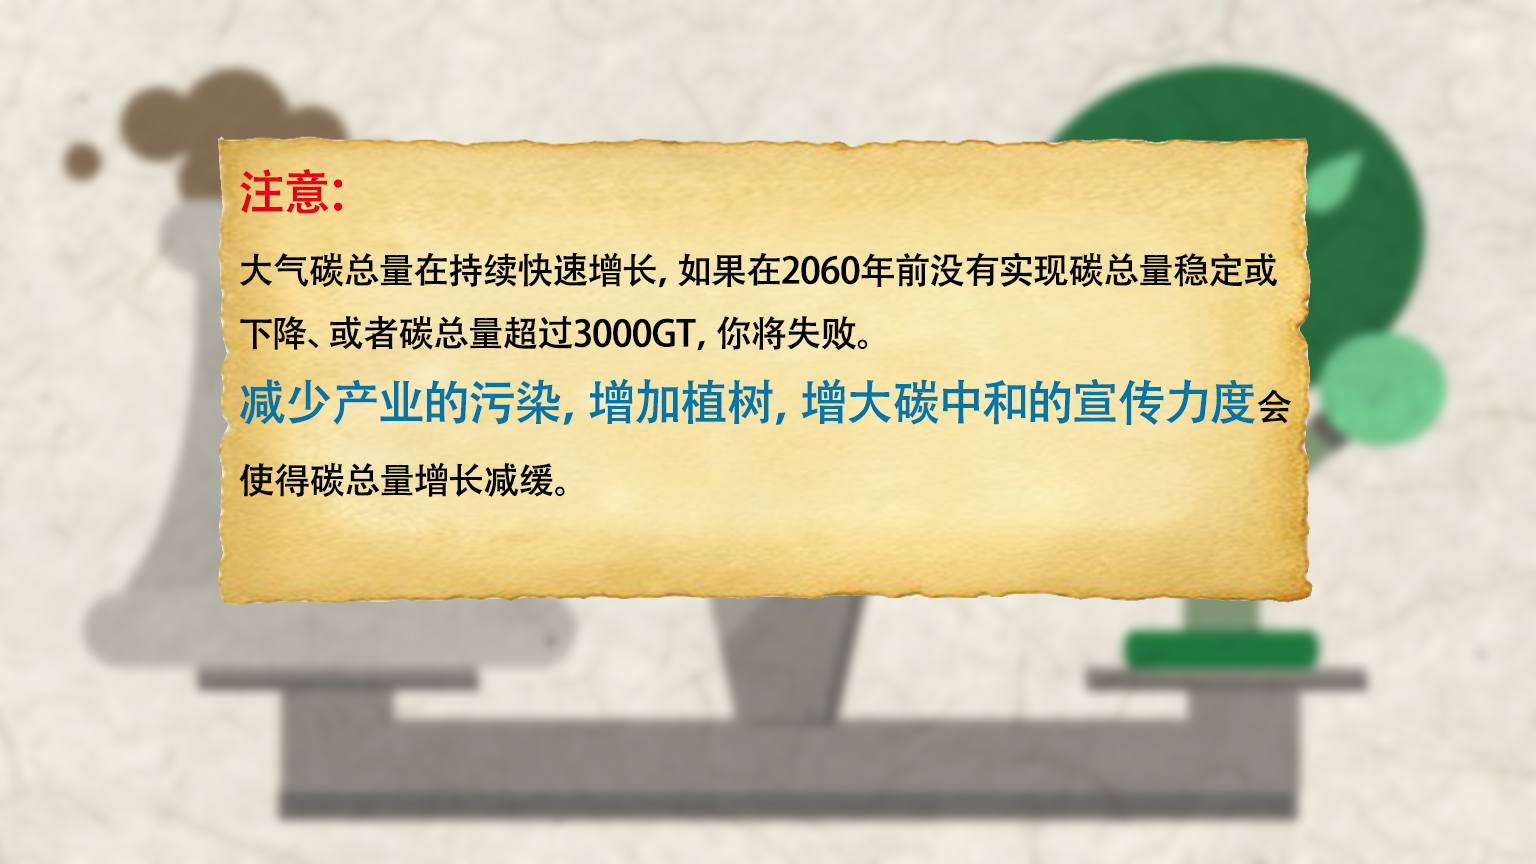 注意:
大气碳总量在持续快速增长, 如果在2060年前没有实现碳总量稳定或
下降、或者碳总量超过3000GT, 你将失败。
减少产业的污染, 增加植树, 增大碳中和的宣传力度会
使得碳总量增长减缓。